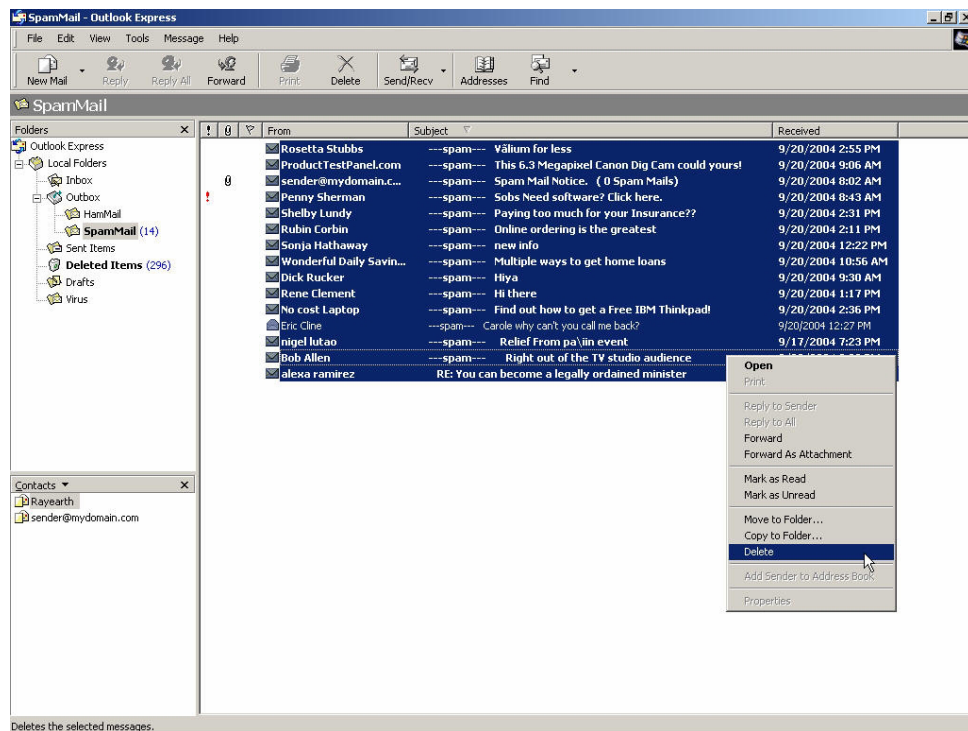 SpamMail - Outlook Express
File Edit View Tools Message Help
New Mail Reply Reply All Forward Print Delete Send/Recv Addresses Find
SpamMail
Folders
Outlook Express
Local Folders
Inbox
Outbox
HamMail
SpamMail (14)
Sent Items
Deleted Items (296)
Drafts
Virus
Contacts
Rayearth
sender@mydomain.com
! From Subject Received
Rosetta Stubbs ---spam--- Välium for less 9/20/2004 2:55 PM
ProductTestPanel.com ---spam--- This 6.3 Megapixel Canon Dig Cam could yours! 9/20/2004 9:06 AM
sender@mydomain.c... ---spam--- Spam Mail Notice. ( 0 Spam Mails) 9/20/2004 8:02 AM
! Penny Sherman ---spam--- Sobs Need software? Click here. 9/20/2004 8:43 AM
Shelby Lundy ---spam--- Paying too much for your Insurance?? 9/20/2004 2:31 PM
Rubin Corbin ---spam--- Online ordering is the greatest 9/20/2004 2:11 PM
Sonja Hathaway ---spam--- new info 9/20/2004 12:22 PM
Wonderful Daily Savin... ---spam--- Multiple ways to get home loans 9/20/2004 10:56 AM
Dick Rucker ---spam--- Hiya 9/20/2004 9:30 AM
Rene Clement ---spam--- Hi there 9/20/2004 1:17 PM
No cost Laptop ---spam--- Find out how to get a Free IBM Thinkpad! 9/20/2004 2:36 PM
Eric Cline ---spam--- Carole why can't you call me back? 9/20/2004 12:27 PM
nigel lutao ---spam--- Relief From pa\iin event 9/17/2004 7:23 PM
Bob Allen ---spam--- Right out of the TV studio audience
alexa ramirez RE: You can become a legally ordained minister
Open
Print
Reply to Sender
Reply to All
Forward
Forward As Attachment
Mark as Read
Mark as Unread
Move to Folder...
Copy to Folder...
Delete
Add Sender to Address Book
Properties
Deletes the selected messages.